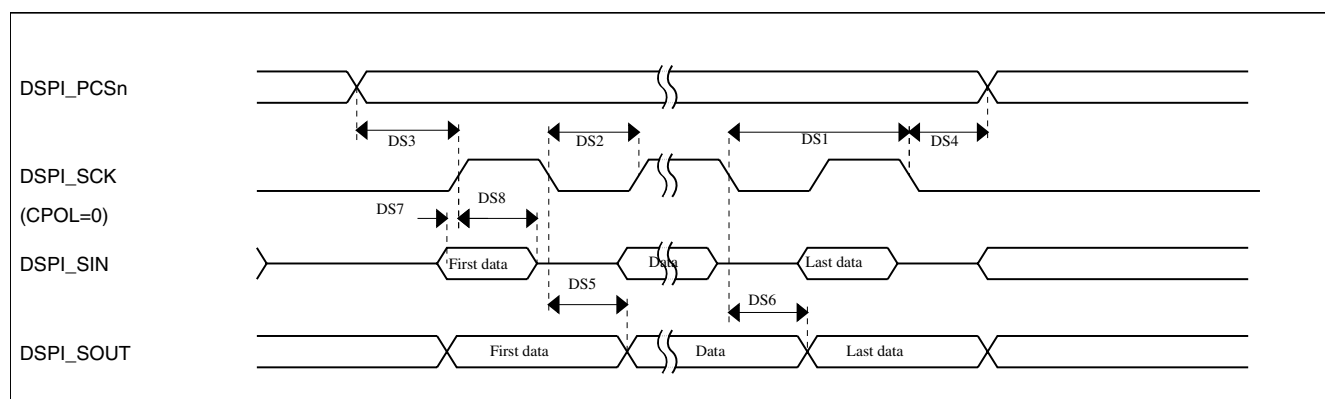 DSPI_PCSn
DS3
DS2
DS1
DS4
DSPI_SCK
(CPOL=0)
DS7
DS8
DSPI_SIN
First data
Data
Last data
DS5
DS6
DSPI_SOUT
First data
Data
Last data